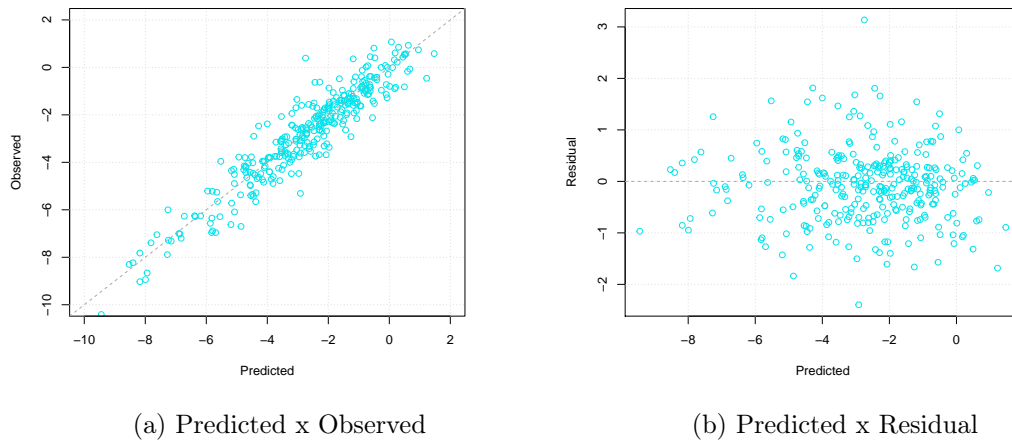 2
0
−2
−4
−6
−8
−10
Observed
−10 −8 −6 −4 −2 0 2
Predicted
(a) Predicted x Observed
3
2
1
0
−1
−2
Residual
−8 −6 −4 −2 0
Predicted
(b) Predicted x Residual